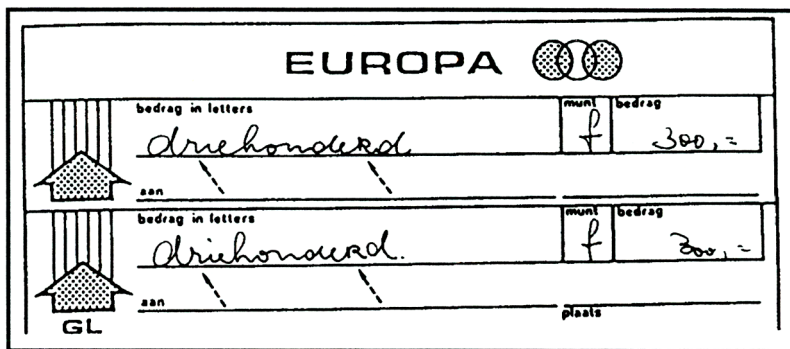 EUROPA
bedrag in letters munt bedrag
driehonderd. f 300,=
aan
bedrag in letters munt bedrag
driehonderd. f 300,=
aan plaats
GL